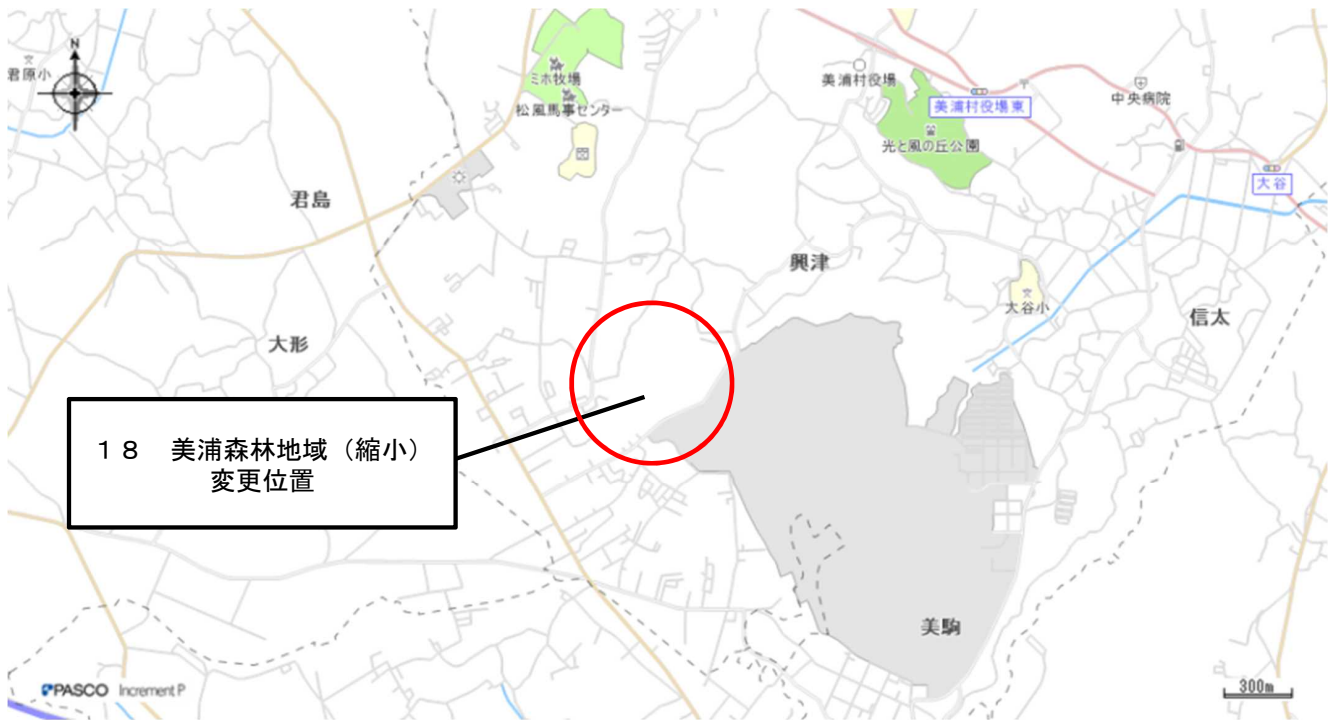 N
君原小
ミホ牧場
松風馬事センター
美浦村役場
美浦村役場東
中央病院
光と風の丘公園
大谷
君島
興津
大谷小
信太
大形
18　美浦森林地域（縮小）
変更位置
美駒
PASCO Increment P
300m